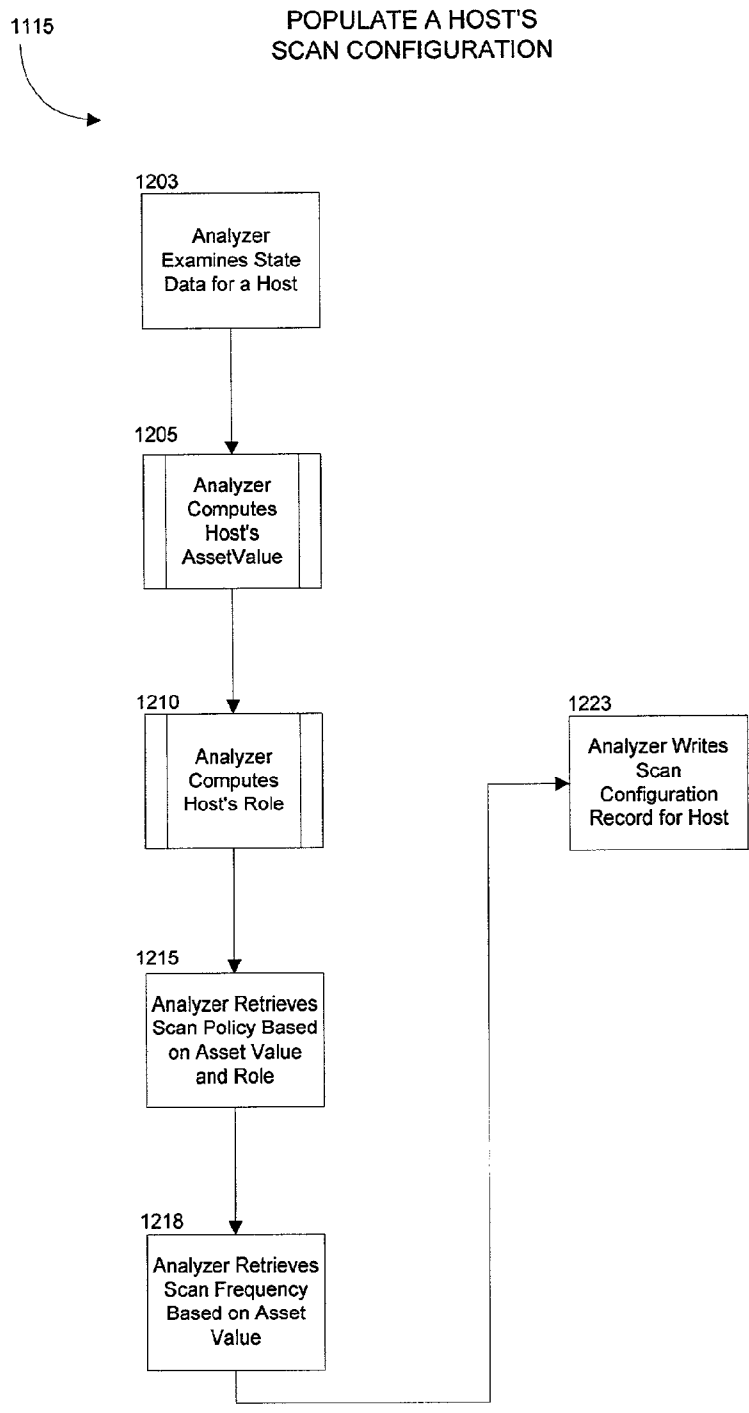 1115
POPULATE A HOST'S
SCAN CONFIGURATION
1203
Analyzer
Examines State
Data for a Host
1205
Analyzer
Computes
Host's
AssetValue
1210
Analyzer
Computes
Host's Role
1215
Analyzer Retrieves
Scan Policy Based
on Asset Value
and Role
1218
Analyzer Retrieves
Scan Frequency
Based on Asset
Value
1223
Analyzer Writes
Scan
Configuration
Record for Host